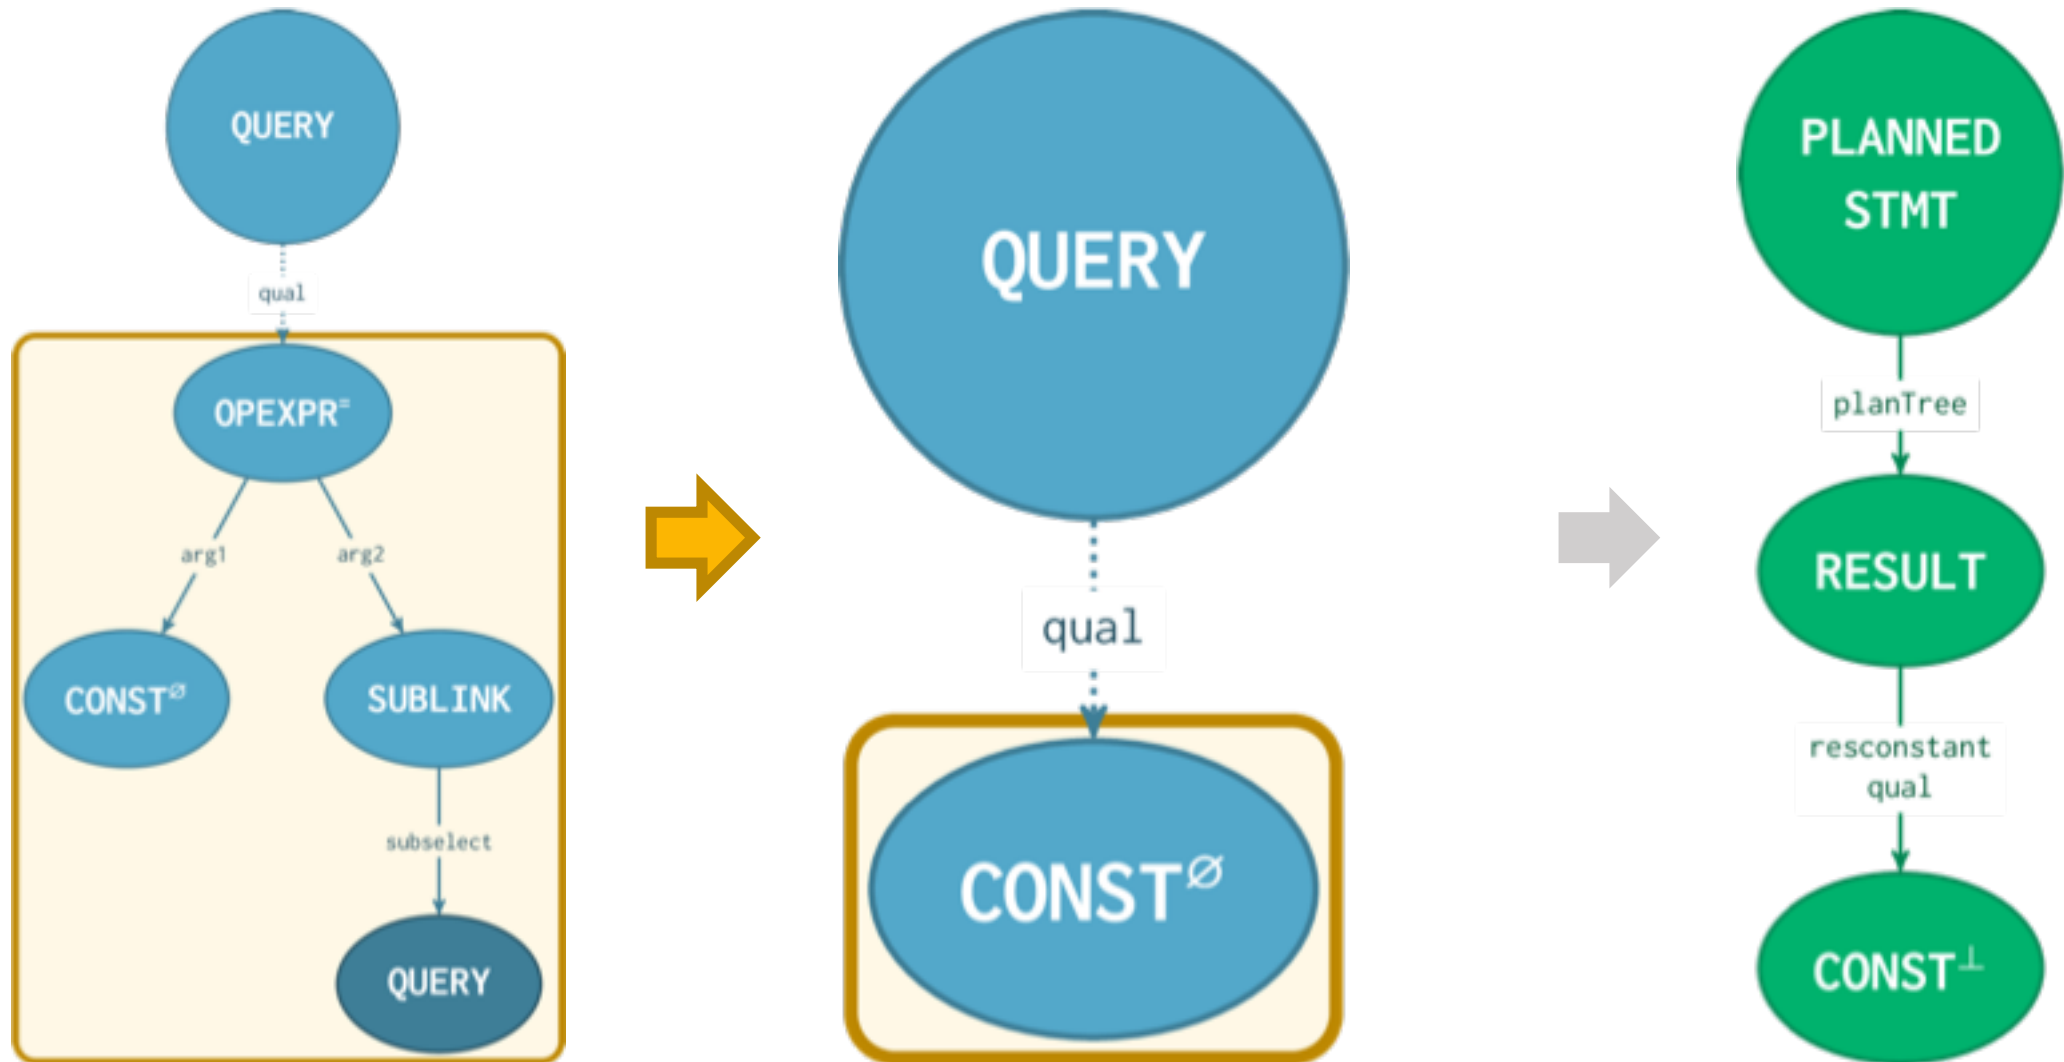 QUERY
qual
OPEXPR⁼
arg1
arg2
CONST∅
SUBLINK
subselect
QUERY
QUERY
qual
CONST∅
PLANNED
STMT
planTree
RESULT
resconstant
qual
CONST⊥